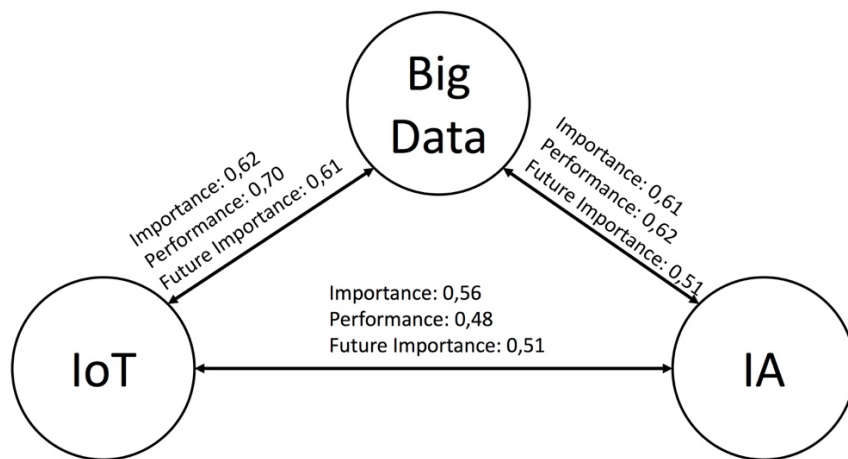 Big
Data
Importance: 0,62
Performance: 0,70
Future Importance: 0,61
Importance: 0,61
Performance: 0,62
Future Importance: 0,51
Importance: 0,56
Performance: 0,48
Future Importance: 0,51
IoT
IA